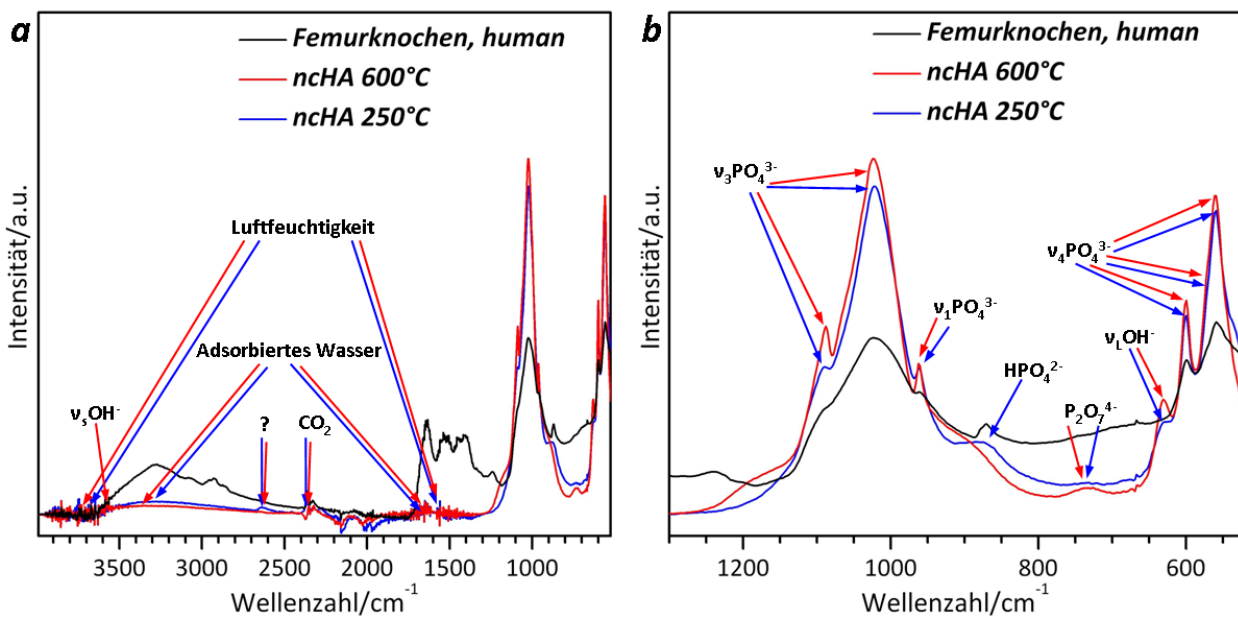 a
Femurknochen, human
ncHA 600°C
ncHA 250°C
Intensität/a.u.
Luftfeuchtigkeit
Adsorbiertes Wasser
νsOH-
?
CO2
3500 3000 2500 2000 1500 1000
Wellenzahl/cm-1
b
Femurknochen, human
ncHA 600°C
ncHA 250°C
Intensität/a.u.
ν3PO43-
ν4PO43-
ν1PO43-
νLOH-
HPO42-
P2O74-
1200 1000 800 600
Wellenzahl/cm-1